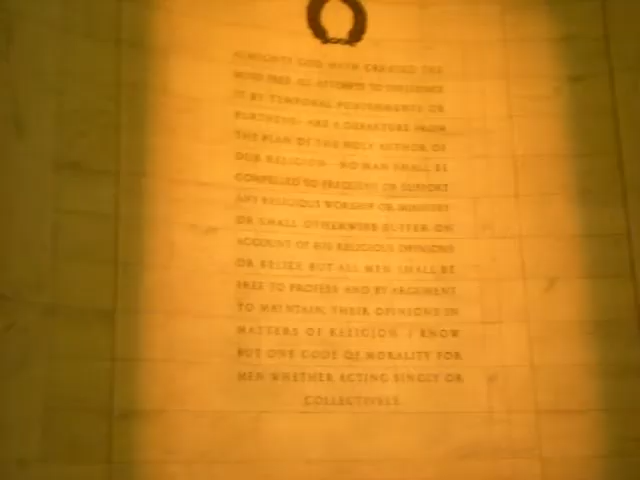 ALMIGHTY GOD HATH CREATED THE
MIND FREE. ALL ATTEMPTS TO INFLUENCE
IT BY TEMPORAL PUNISHMENTS OR
BURTHENS · ARE A DEPARTURE FROM
THE PLAN OF THE HOLY AUTHOR OF
OUR RELIGION · NO MAN SHALL BE
COMPELLED TO FREQUENT OR SUPPORT
ANY RELIGIOUS WORSHIP OR MINISTRY
OR SHALL OTHERWISE SUFFER ON
ACCOUNT OF HIS RELIGIOUS OPINIONS
OR BELIEF, BUT ALL MEN SHALL BE
FREE TO PROFESS AND BY ARGUMENT
TO MAINTAIN, THEIR OPINIONS IN
MATTERS OF RELIGION. I KNOW
BUT ONE CODE OF MORALITY FOR
MEN WHETHER ACTING SINGLY OR
COLLECTIVELY.